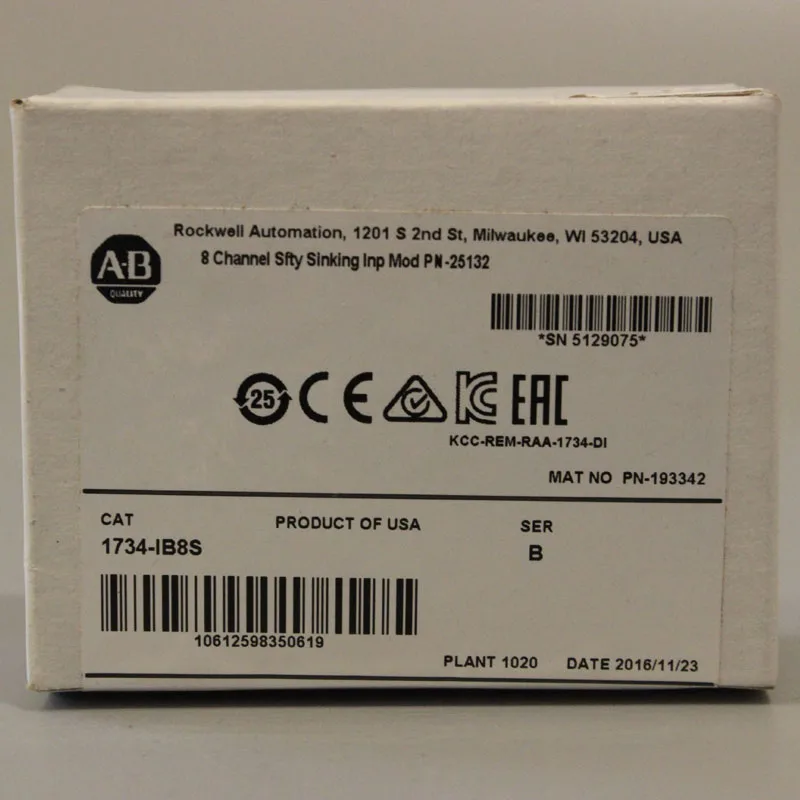 Rockwell Automation, 1201 S 2nd St, Milwaukee, WI 53204, USA
8 Channel Sfty Sinking Inp Mod PN-25132
A-B
QUALITY
*SN 5129075*
25 CE KC EAC
KCC-REM-RAA-1734-DI
MAT NO PN-193342
CAT PRODUCT OF USA SER
1734-IB8S B
10612598350619
PLANT 1020 DATE 2016/11/23